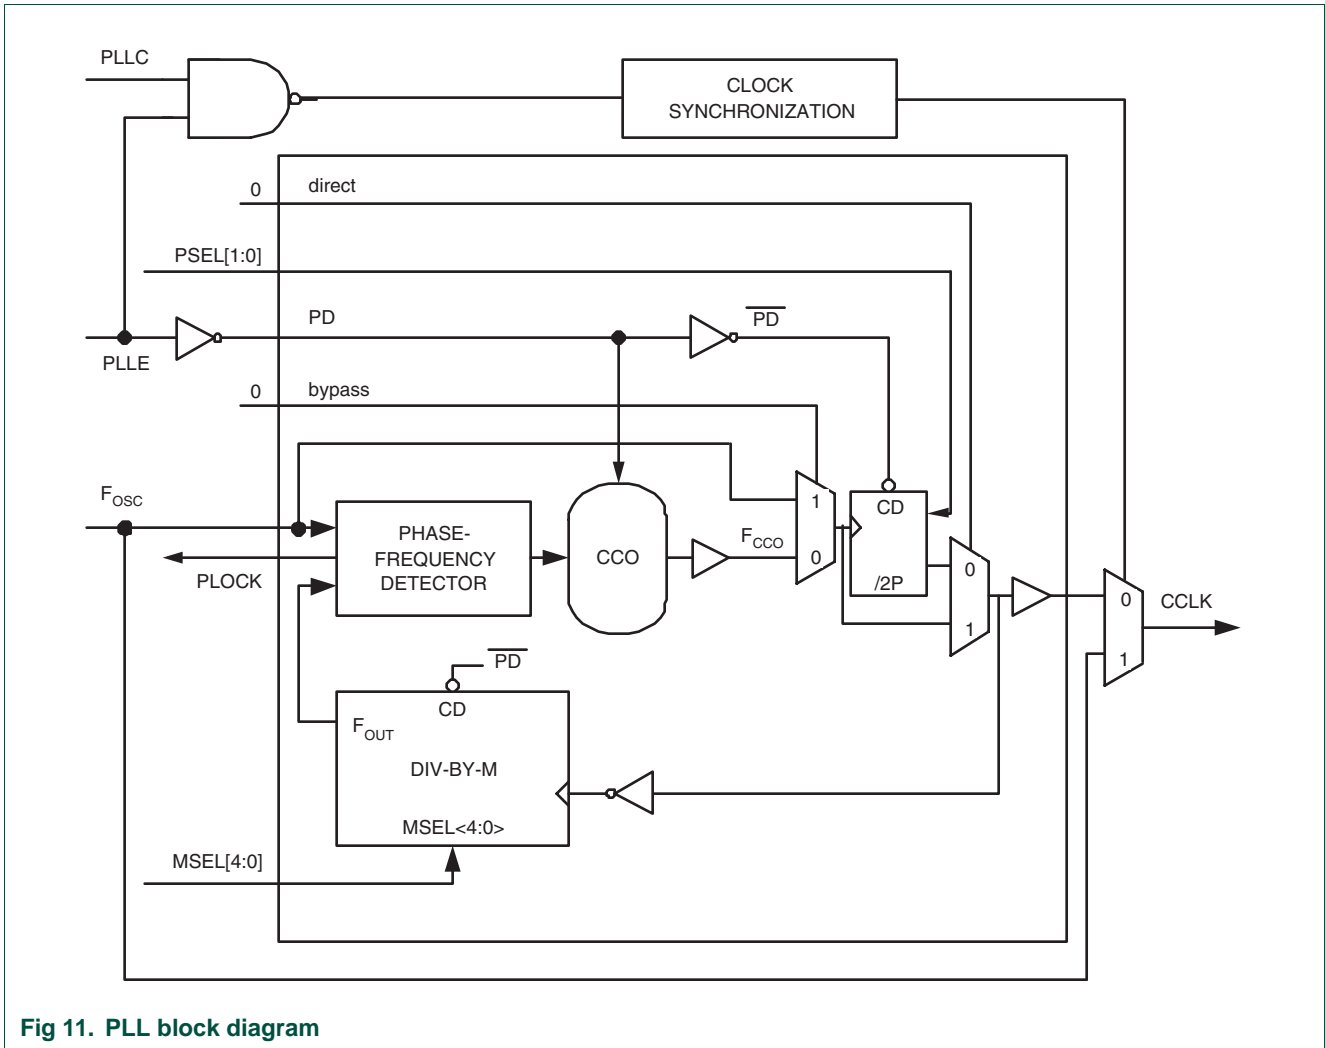 PLLC
CLOCK
SYNCHRONIZATION
0 direct
PSEL[1:0]
PD
PD
PLLE
0 bypass
FOSC
1
CD
PHASE-
FREQUENCY
DETECTOR
CCO
FCCO
0
0
PLOCK
/2P
0
CCLK
1
1
PD
CD
FOUT
DIV-BY-M
MSEL<4:0>
MSEL[4:0]
Fig 11. PLL block diagram